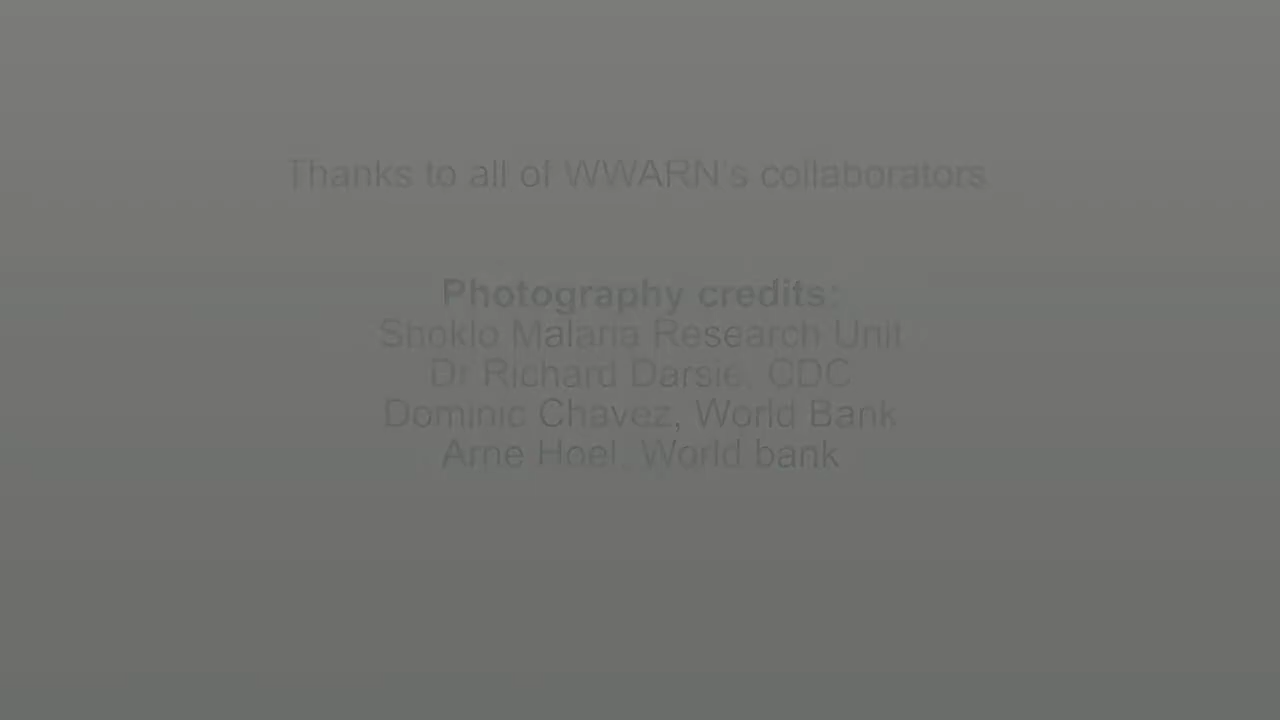 Thanks to all of WWARN's collaborators
Photography credits:
Shoklo Malaria Research Unit
Dr Richard Darsie, CDC
Dominic Chavez, World Bank
Arne Hoel, World bank